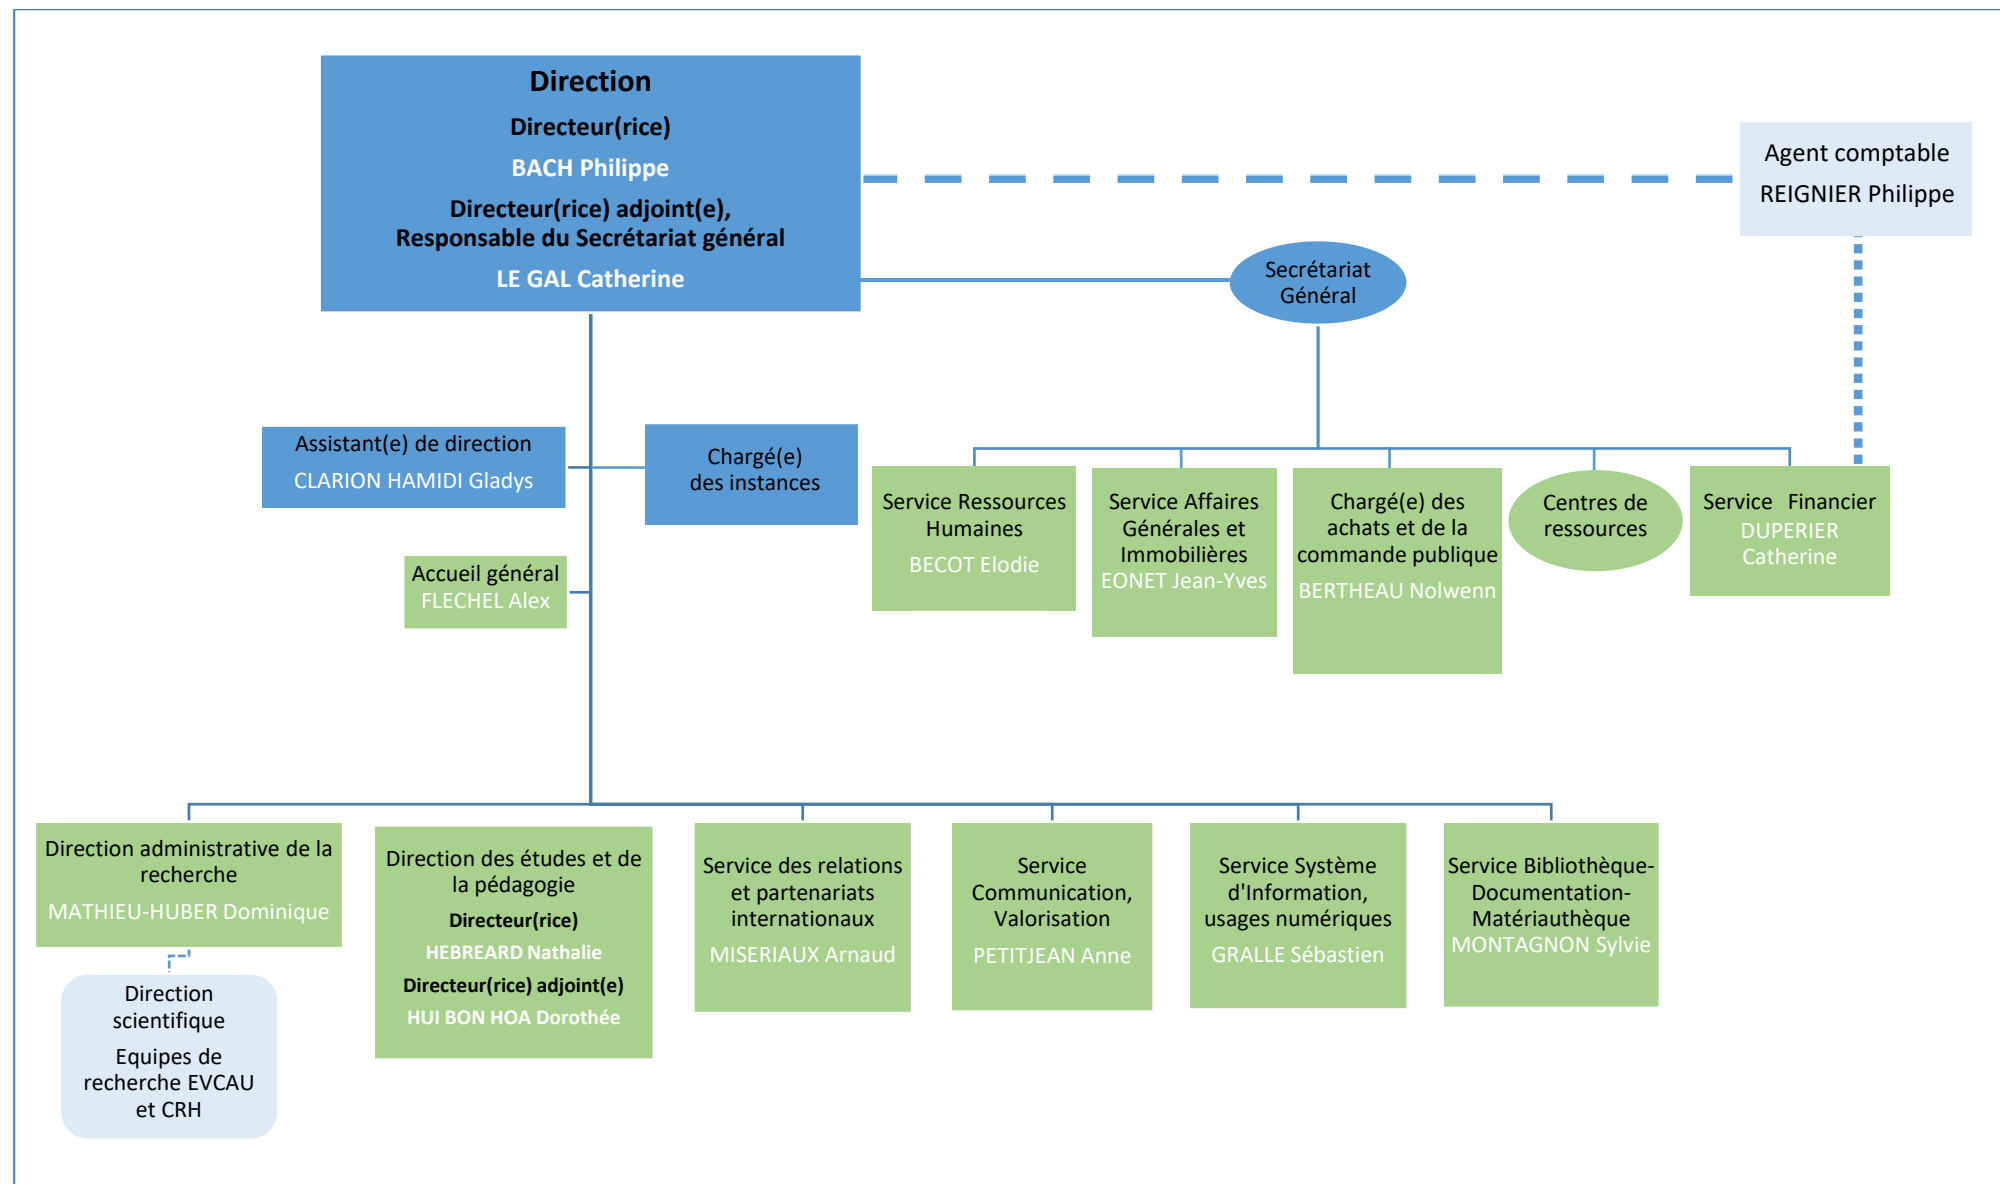 Direction
Directeur(rice)
BACH Philippe
Directeur(rice) adjoint(e),
Responsable du Secrétariat général
LE GAL Catherine
Agent comptable
REIGNIER Philippe
Secrétariat
Général
Assistant(e) de direction
CLARION HAMIDI Gladys
Chargé(e)
des instances
Accueil général
FLECHEL Alex
Service Ressources
Humaines
BECOT Elodie
Service Affaires
Générales et
Immobilières
EONET Jean-Yves
Chargé(e) des
achats et de la
commande publique
BERTHEAU Nolwenn
Centres de
ressources
Service Financier
DUPERIER
Catherine
Direction administrative de la
recherche
MATHIEU-HUBER Dominique
Direction
scientifique
Equipes de
recherche EVCAU
et CRH
Direction des études et de
la pédagogie
Directeur(rice)
HEBREARD Nathalie
Directeur(rice) adjoint(e)
HUI BON HOA Dorothée
Service des relations
et partenariats
internationaux
MISERIAUX Arnaud
Service
Communication,
Valorisation
PETITJEAN Anne
Service Système
d'Information,
usages numériques
GRALLE Sébastien
Service Bibliothèque-
Documentation-
Matériauthèque
MONTAGNON Sylvie